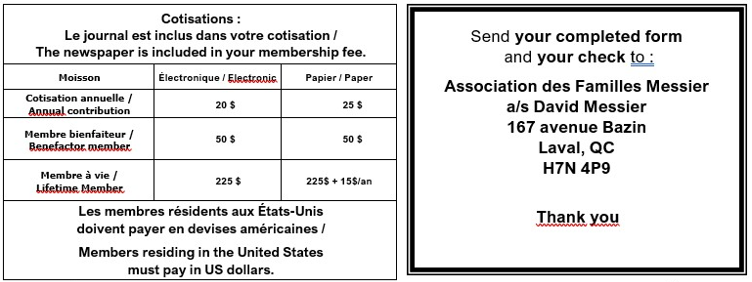 Cotisations :
Le journal est inclus dans votre cotisation /
The newspaper is included in your membership fee.
Moisson Électronique / Electronic Papier / Paper
Cotisation annuelle /
Annual contribution 20 $ 25 $
Membre bienfaiteur /
Benefactor member 50 $ 50 $
Membre à vie /
Lifetime Member 225 $ 225$ + 15$/an
Les membres résidents aux États-Unis
doivent payer en devises américaines /
Members residing in the United States
must pay in US dollars.
Send your completed form
and your check to :
Association des Familles Messier
a/s David Messier
167 avenue Bazin
Laval, QC
H7N 4P9
Thank you